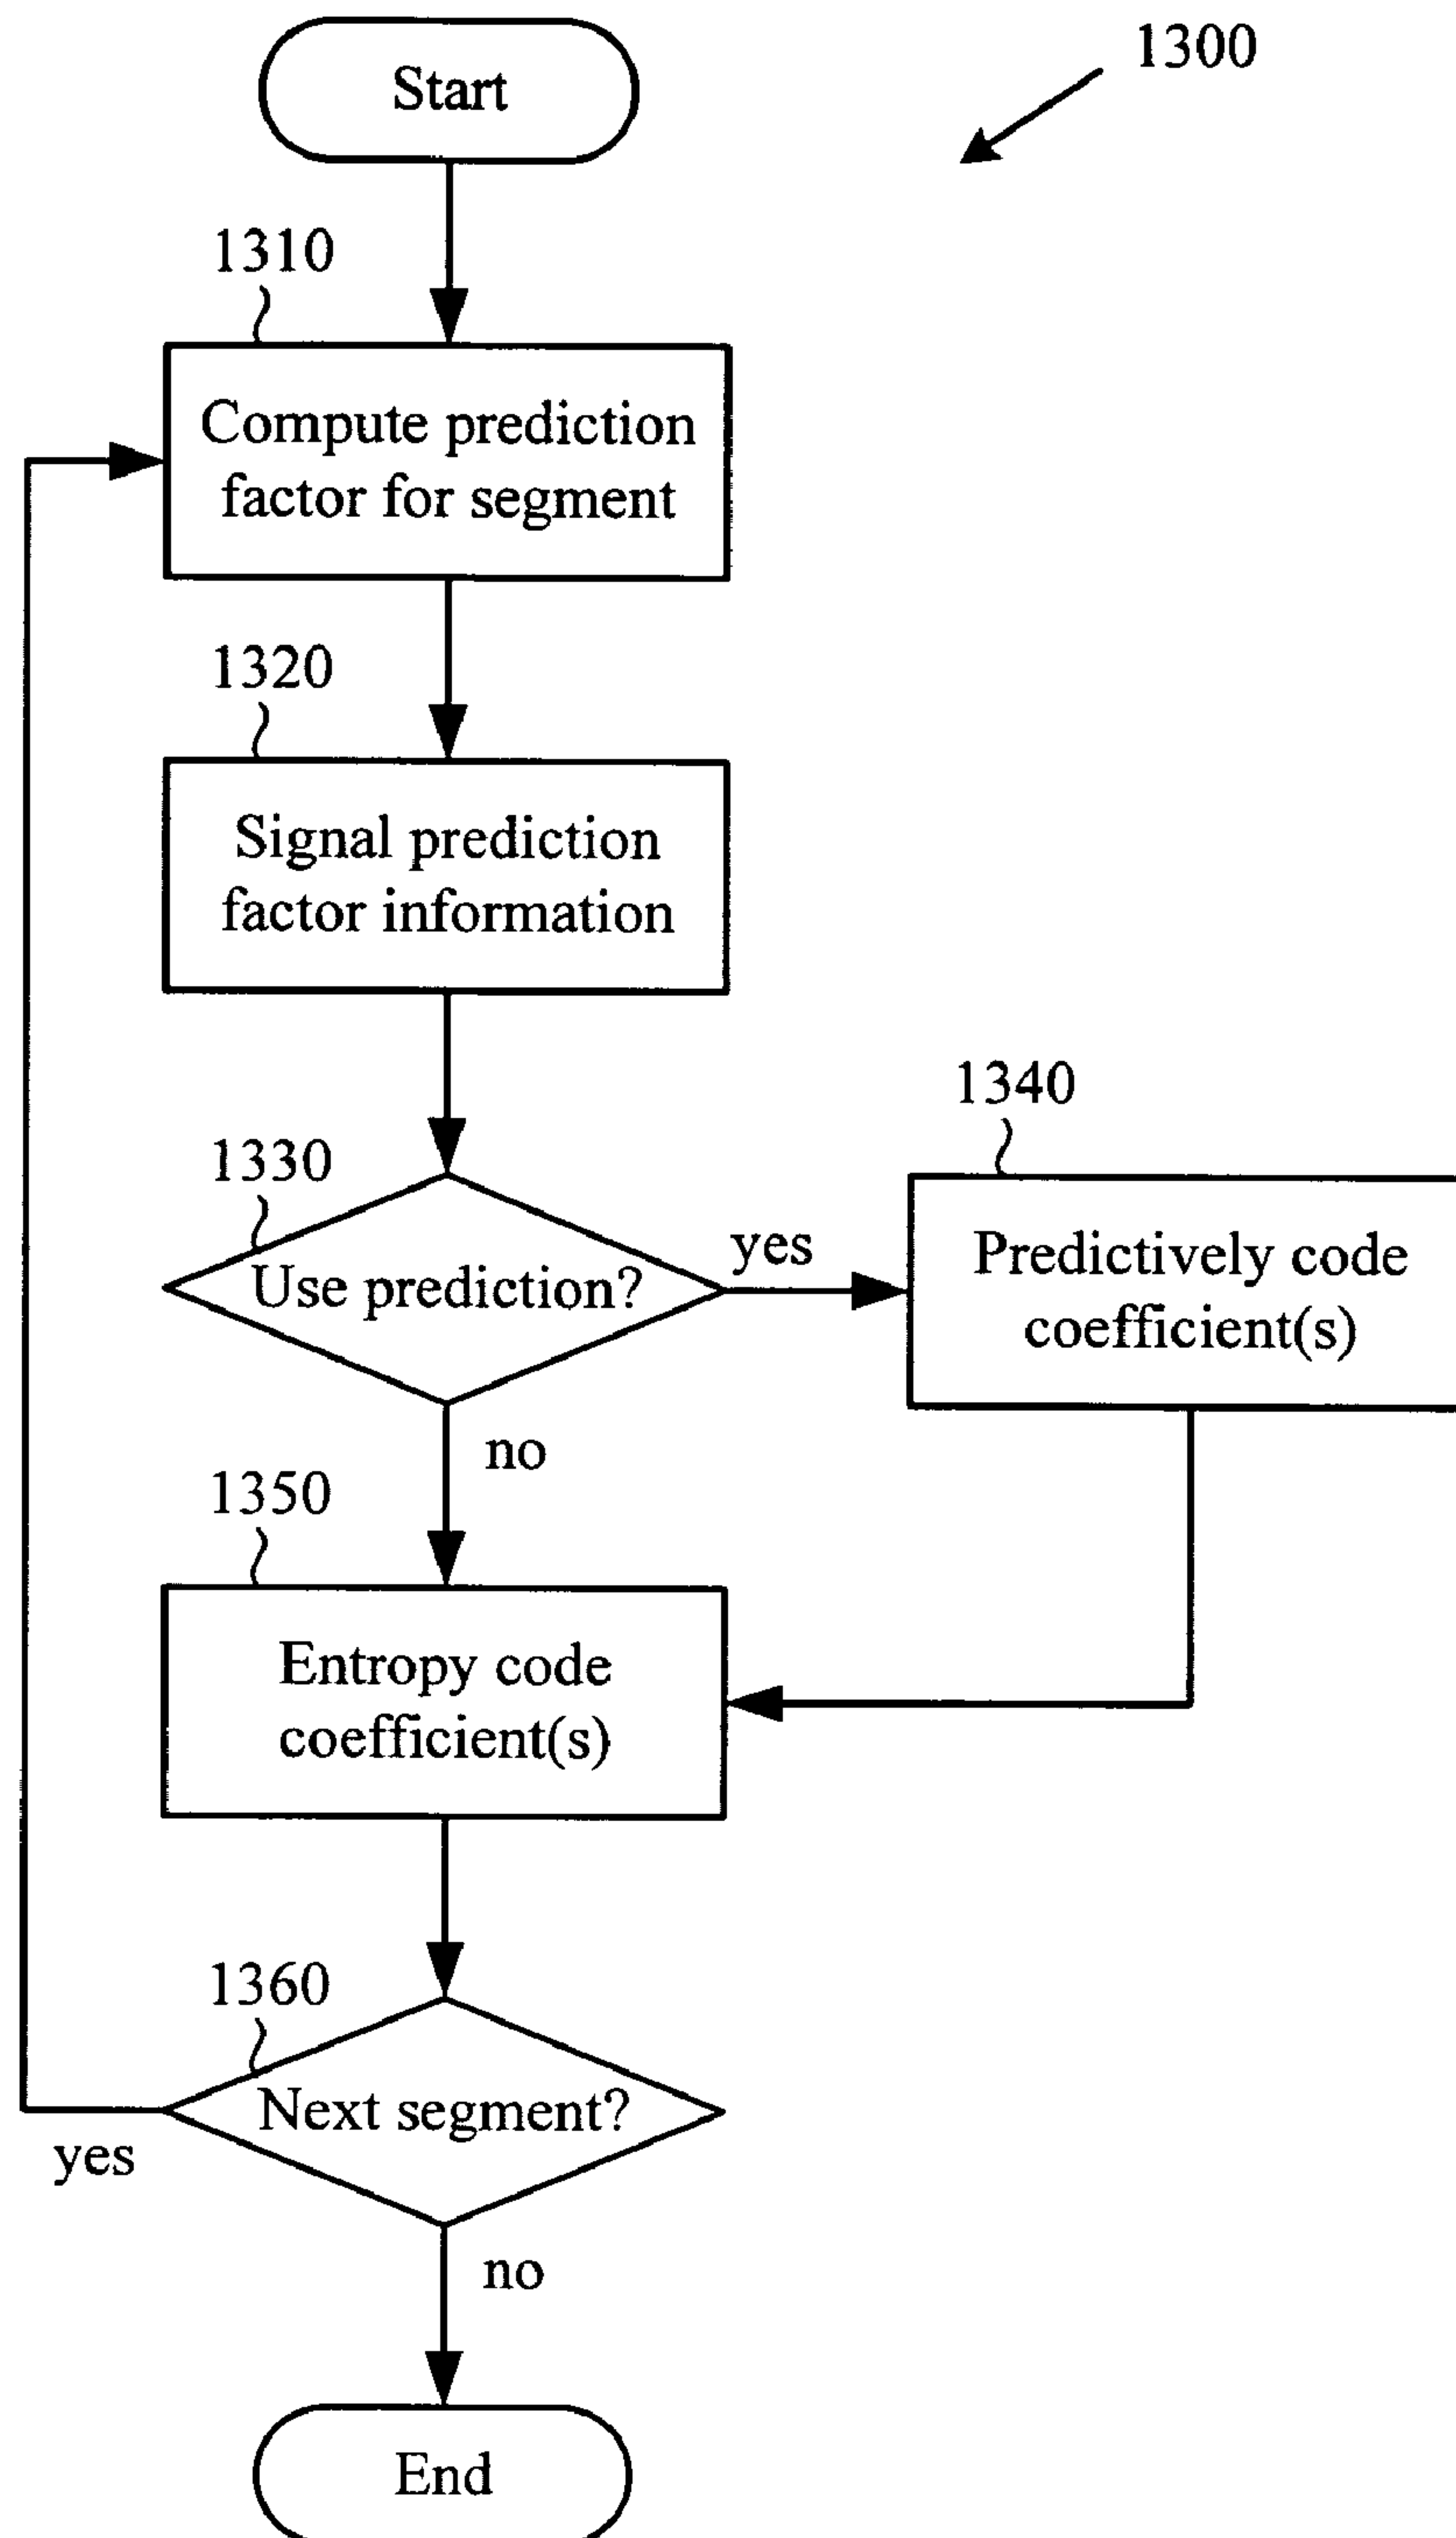 Start
1300
1310
Compute prediction
factor for segment
1320
Signal prediction
factor information
1330
Use prediction?
yes
1340
Predictively code
coefficient(s)
no
1350
Entropy code
coefficient(s)
1360
Next segment?
yes
no
End